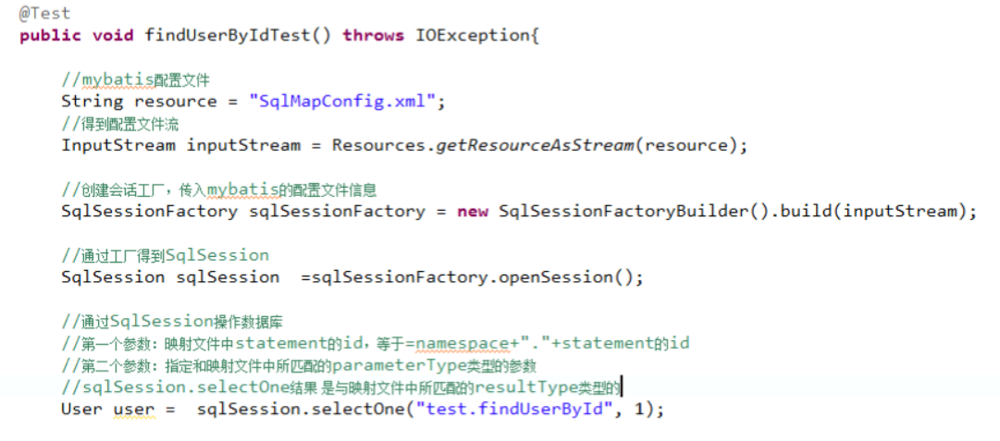 @Test
public void findUserByIdTest() throws IOException{
//mybatis配置文件
String resource = "SqlMapConfig.xml";
//得到配置文件流
InputStream inputStream = Resources.getResourceAsStream(resource);
//创建会话工厂，传入mybatis的配置文件信息
SqlSessionFactory sqlSessionFactory = new SqlSessionFactoryBuilder().build(inputStream);
//通过工厂得到SqlSession
SqlSession sqlSession  =sqlSessionFactory.openSession();
//通过SqlSession操作数据库
//第一个参数：映射文件中statement的id，等于=namespace+"."+statement的id
//第二个参数：指定和映射文件中所匹配的parameterType类型的参数
//sqlSession.selectOne结果 是与映射文件中所匹配的resultType类型的
User user =  sqlSession.selectOne("test.findUserById", 1);